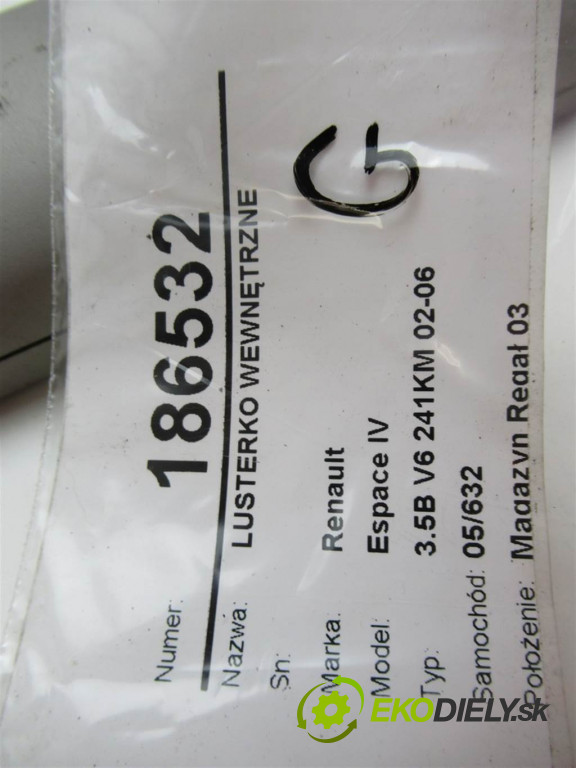 G
Numer: 186532
Nazwa: LUSTERKO WEWNĘTRZNE
Sn:
Marka: Renault
Model: Espace IV
Typ: 3.5B V6 241KM 02-06
Samochód: 05/632
Położenie: Magazyn Regał 03
EKODIELY.sk